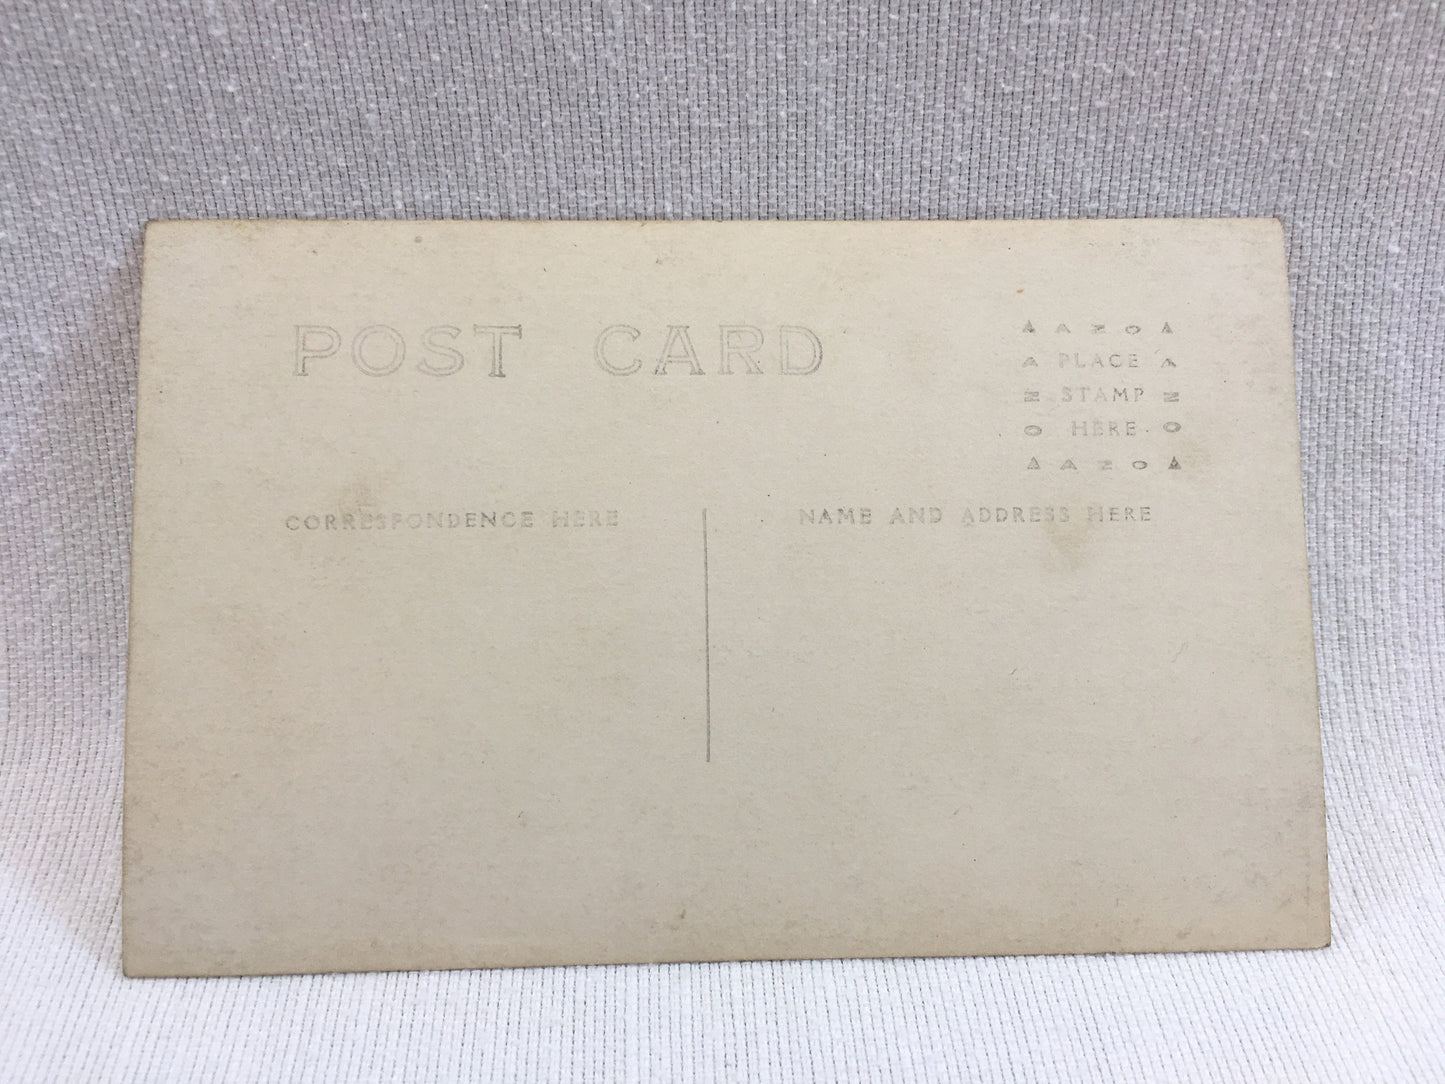 POST CARD
▲ A N O ▲
A PLACE A
N STAMP N
O HERE O
▲ A N O ▲
CORRESPONDENCE HERE
NAME AND ADDRESS HERE